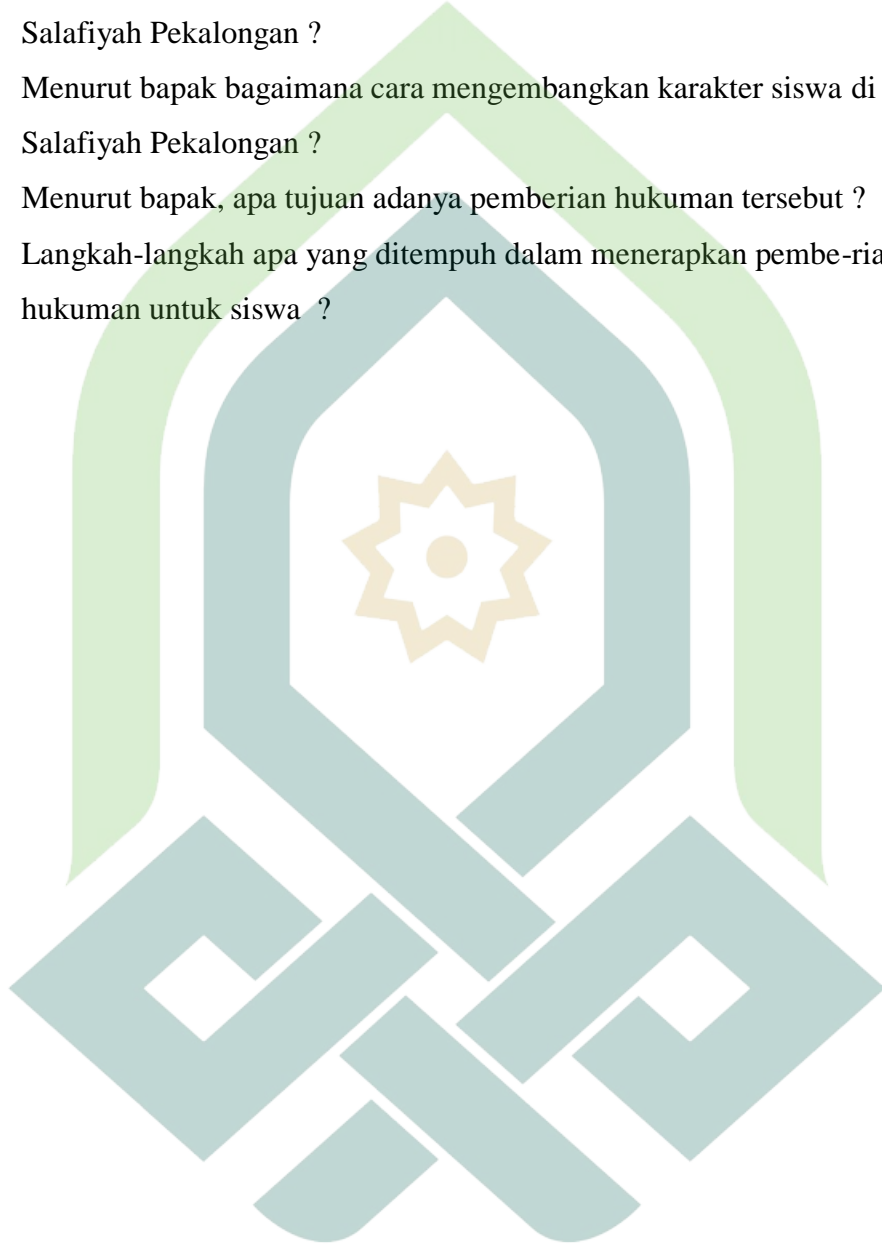 Salafiyah Pekalongan ?
Menurut bapak bagaimana cara mengembangkan karakter siswa di
Salafiyah Pekalongan ?
Menurut bapak, apa tujuan adanya pemberian hukuman tersebut ?
Langkah-langkah apa yang ditempuh dalam menerapkan pembe-ria
hukuman untuk siswa ?